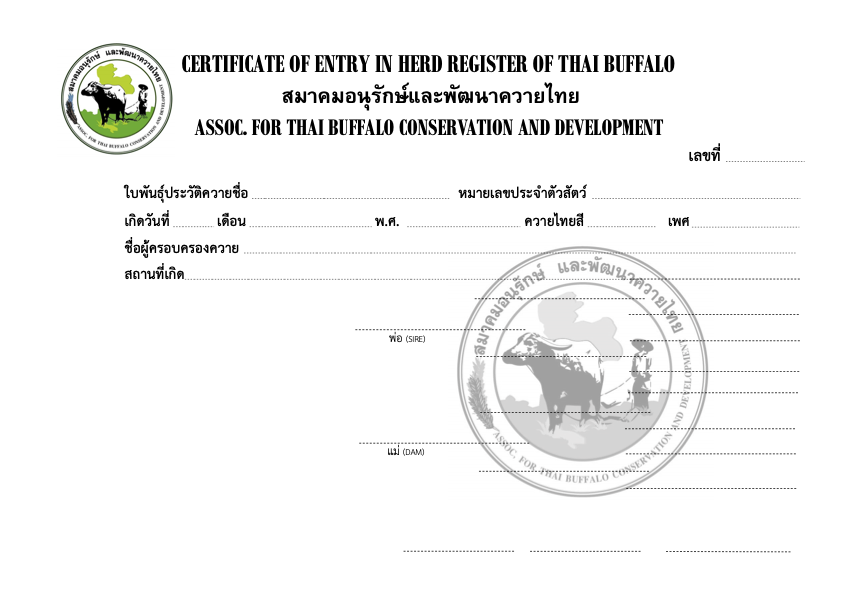 สมาคมอนุรักษ์ และพัฒนาควายไทย
ASSOC. FOR THAI BUFFALO CONSERVATION AND DEVELOPMENT
CERTIFICATE OF ENTRY IN HERD REGISTER OF THAI BUFFALO
สมาคมอนุรักษ์และพัฒนาควายไทย
ASSOC. FOR THAI BUFFALO CONSERVATION AND DEVELOPMENT
เลขที่
ใบพันธุ์ประวัติควายชื่อ หมายเลขประจำตัวสัตว์
เกิดวันที่ เดือน พ.ศ. ควายไทยสี เพศ
ชื่อผู้ครอบครองควาย
สถานที่เกิด
สมาคมอนุรักษ์ และพัฒนาควายไทย
พ่อ (SIRE)
แม่ (DAM)
ASSOC. FOR THAI BUFFALO CONSERVATION AND DEVELOPMENT